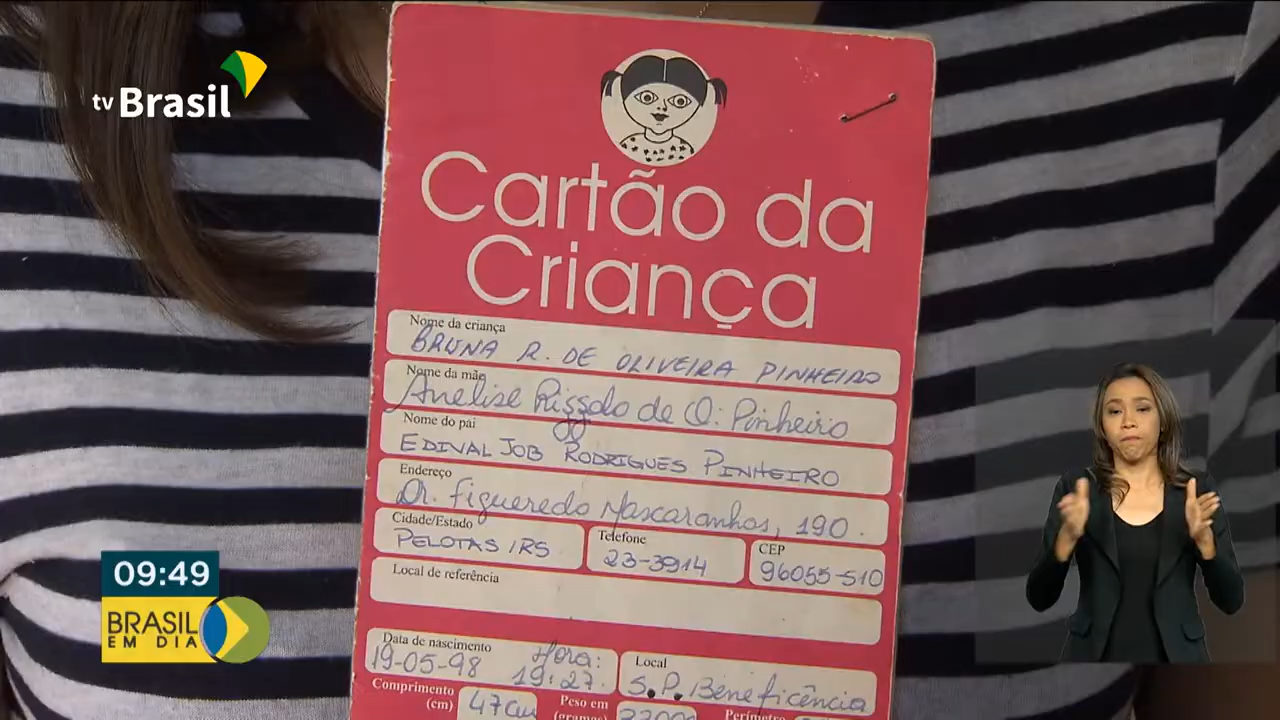 tv Brasil
Cartão da
Criança
Nome da criança
BRUNA R. DE OLIVEIRA PINHEIRO
Nome da mãe
Anelise Rizzolo de O. Pinheiro
Nome do pai
EDIVAL JOB RODRIGUES PINHEIRO
Endereço
Dr. Figueredo Mascaranhos, 190.
Cidade/Estado
PELOTAS/RS
Telefone
23-3914
CEP
96055-510
Local de referência
Data de nascimento
19-05-98
Hora:
19:27.
Local
S.P. Beneficência
Comprimento
(cm)
47cm
Peso em
(gramas)
Perímetro
09:49
BRASIL
EM DIA